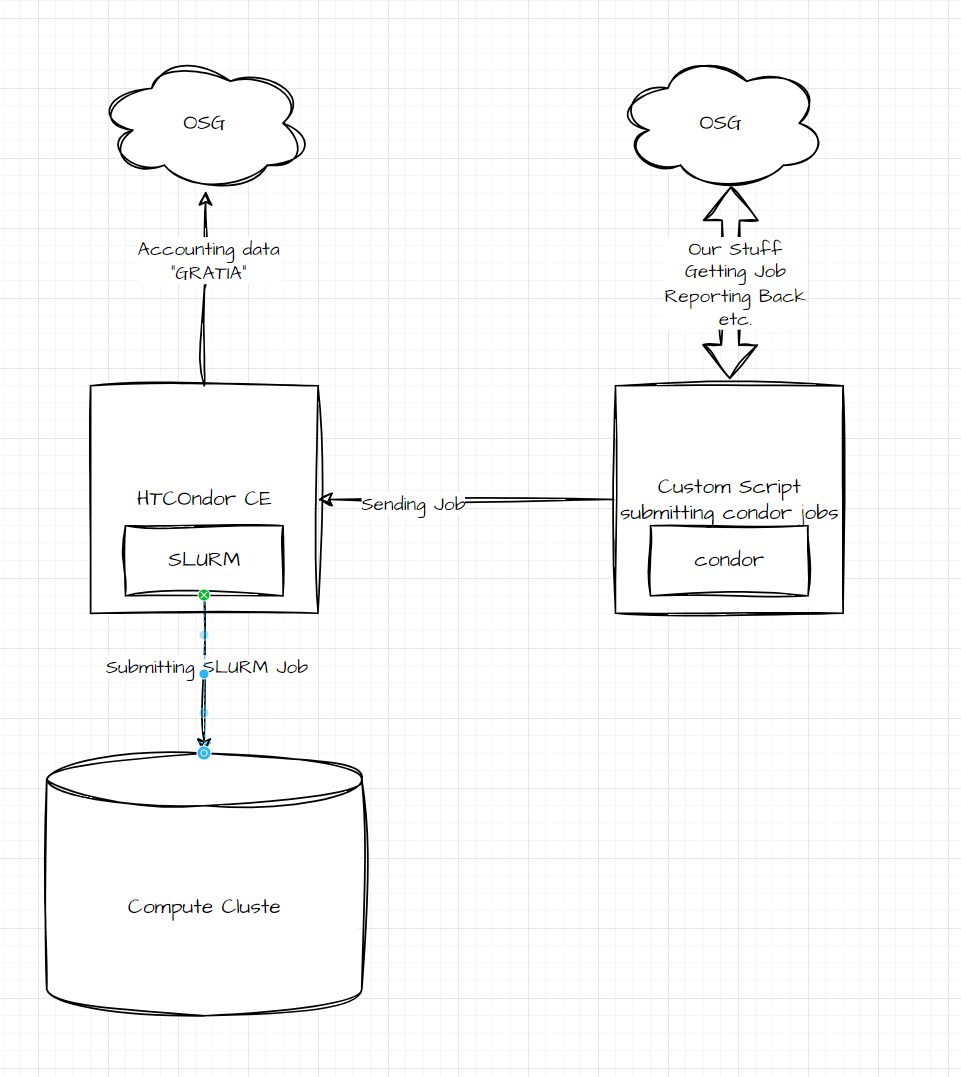 OSG
OSG
Accounting data
"GRATIA"
Our Stuff
Getting Job
Reporting Back
etc.
HTCOndor CE
SLURM
Sending Job
Custom Script
submitting condor jobs
condor
Submitting SLURM Job
Compute Cluste